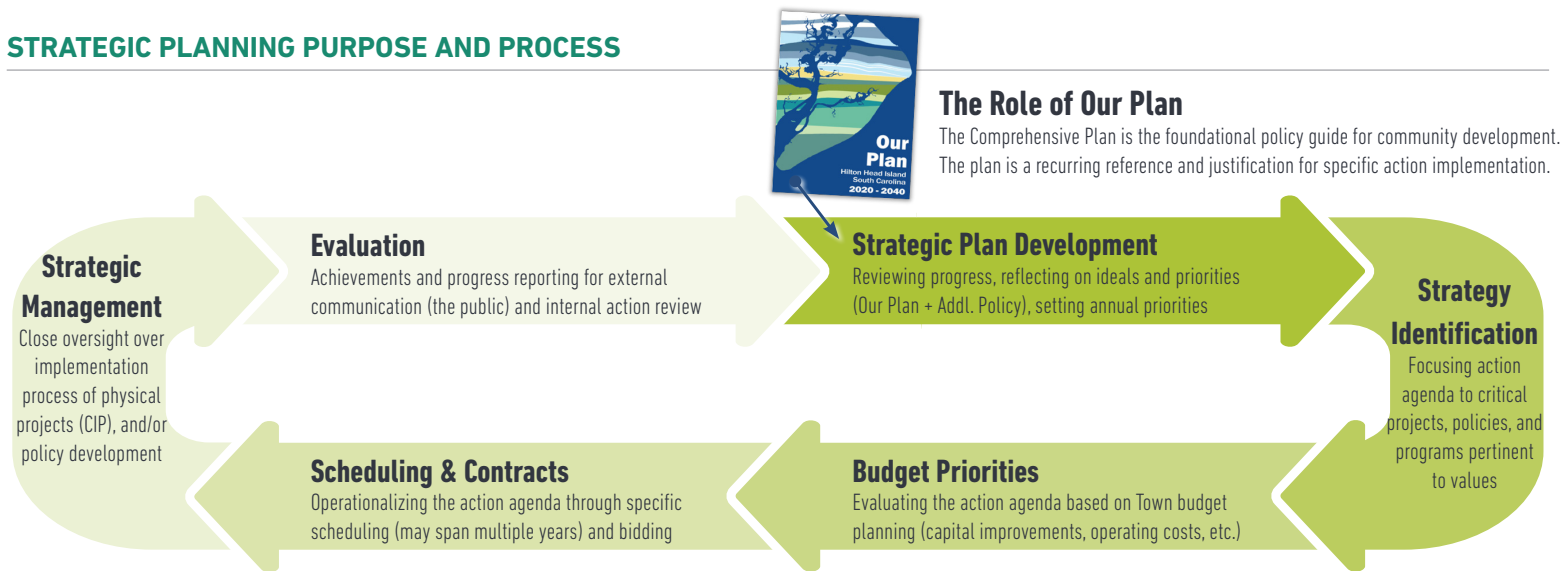 STRATEGIC PLANNING PURPOSE AND PROCESS
Our
Plan
Hilton Head Island
South Carolina
2020 - 2040
The Role of Our Plan
The Comprehensive Plan is the foundational policy guide for community development.
The plan is a recurring reference and justification for specific action implementation.
Strategic
Management
Close oversight over
implementation
process of physical
projects (CIP), and/or
policy development
Evaluation
Achievements and progress reporting for external
communication (the public) and internal action review
Strategic Plan Development
Reviewing progress, reflecting on ideals and priorities
(Our Plan + Addl. Policy), setting annual priorities
Strategy
Identification
Focusing action
agenda to critical
projects, policies, and
programs pertinent
to values
Scheduling & Contracts
Operationalizing the action agenda through specific
scheduling (may span multiple years) and bidding
Budget Priorities
Evaluating the action agenda based on Town budget
planning (capital improvements, operating costs, etc.)